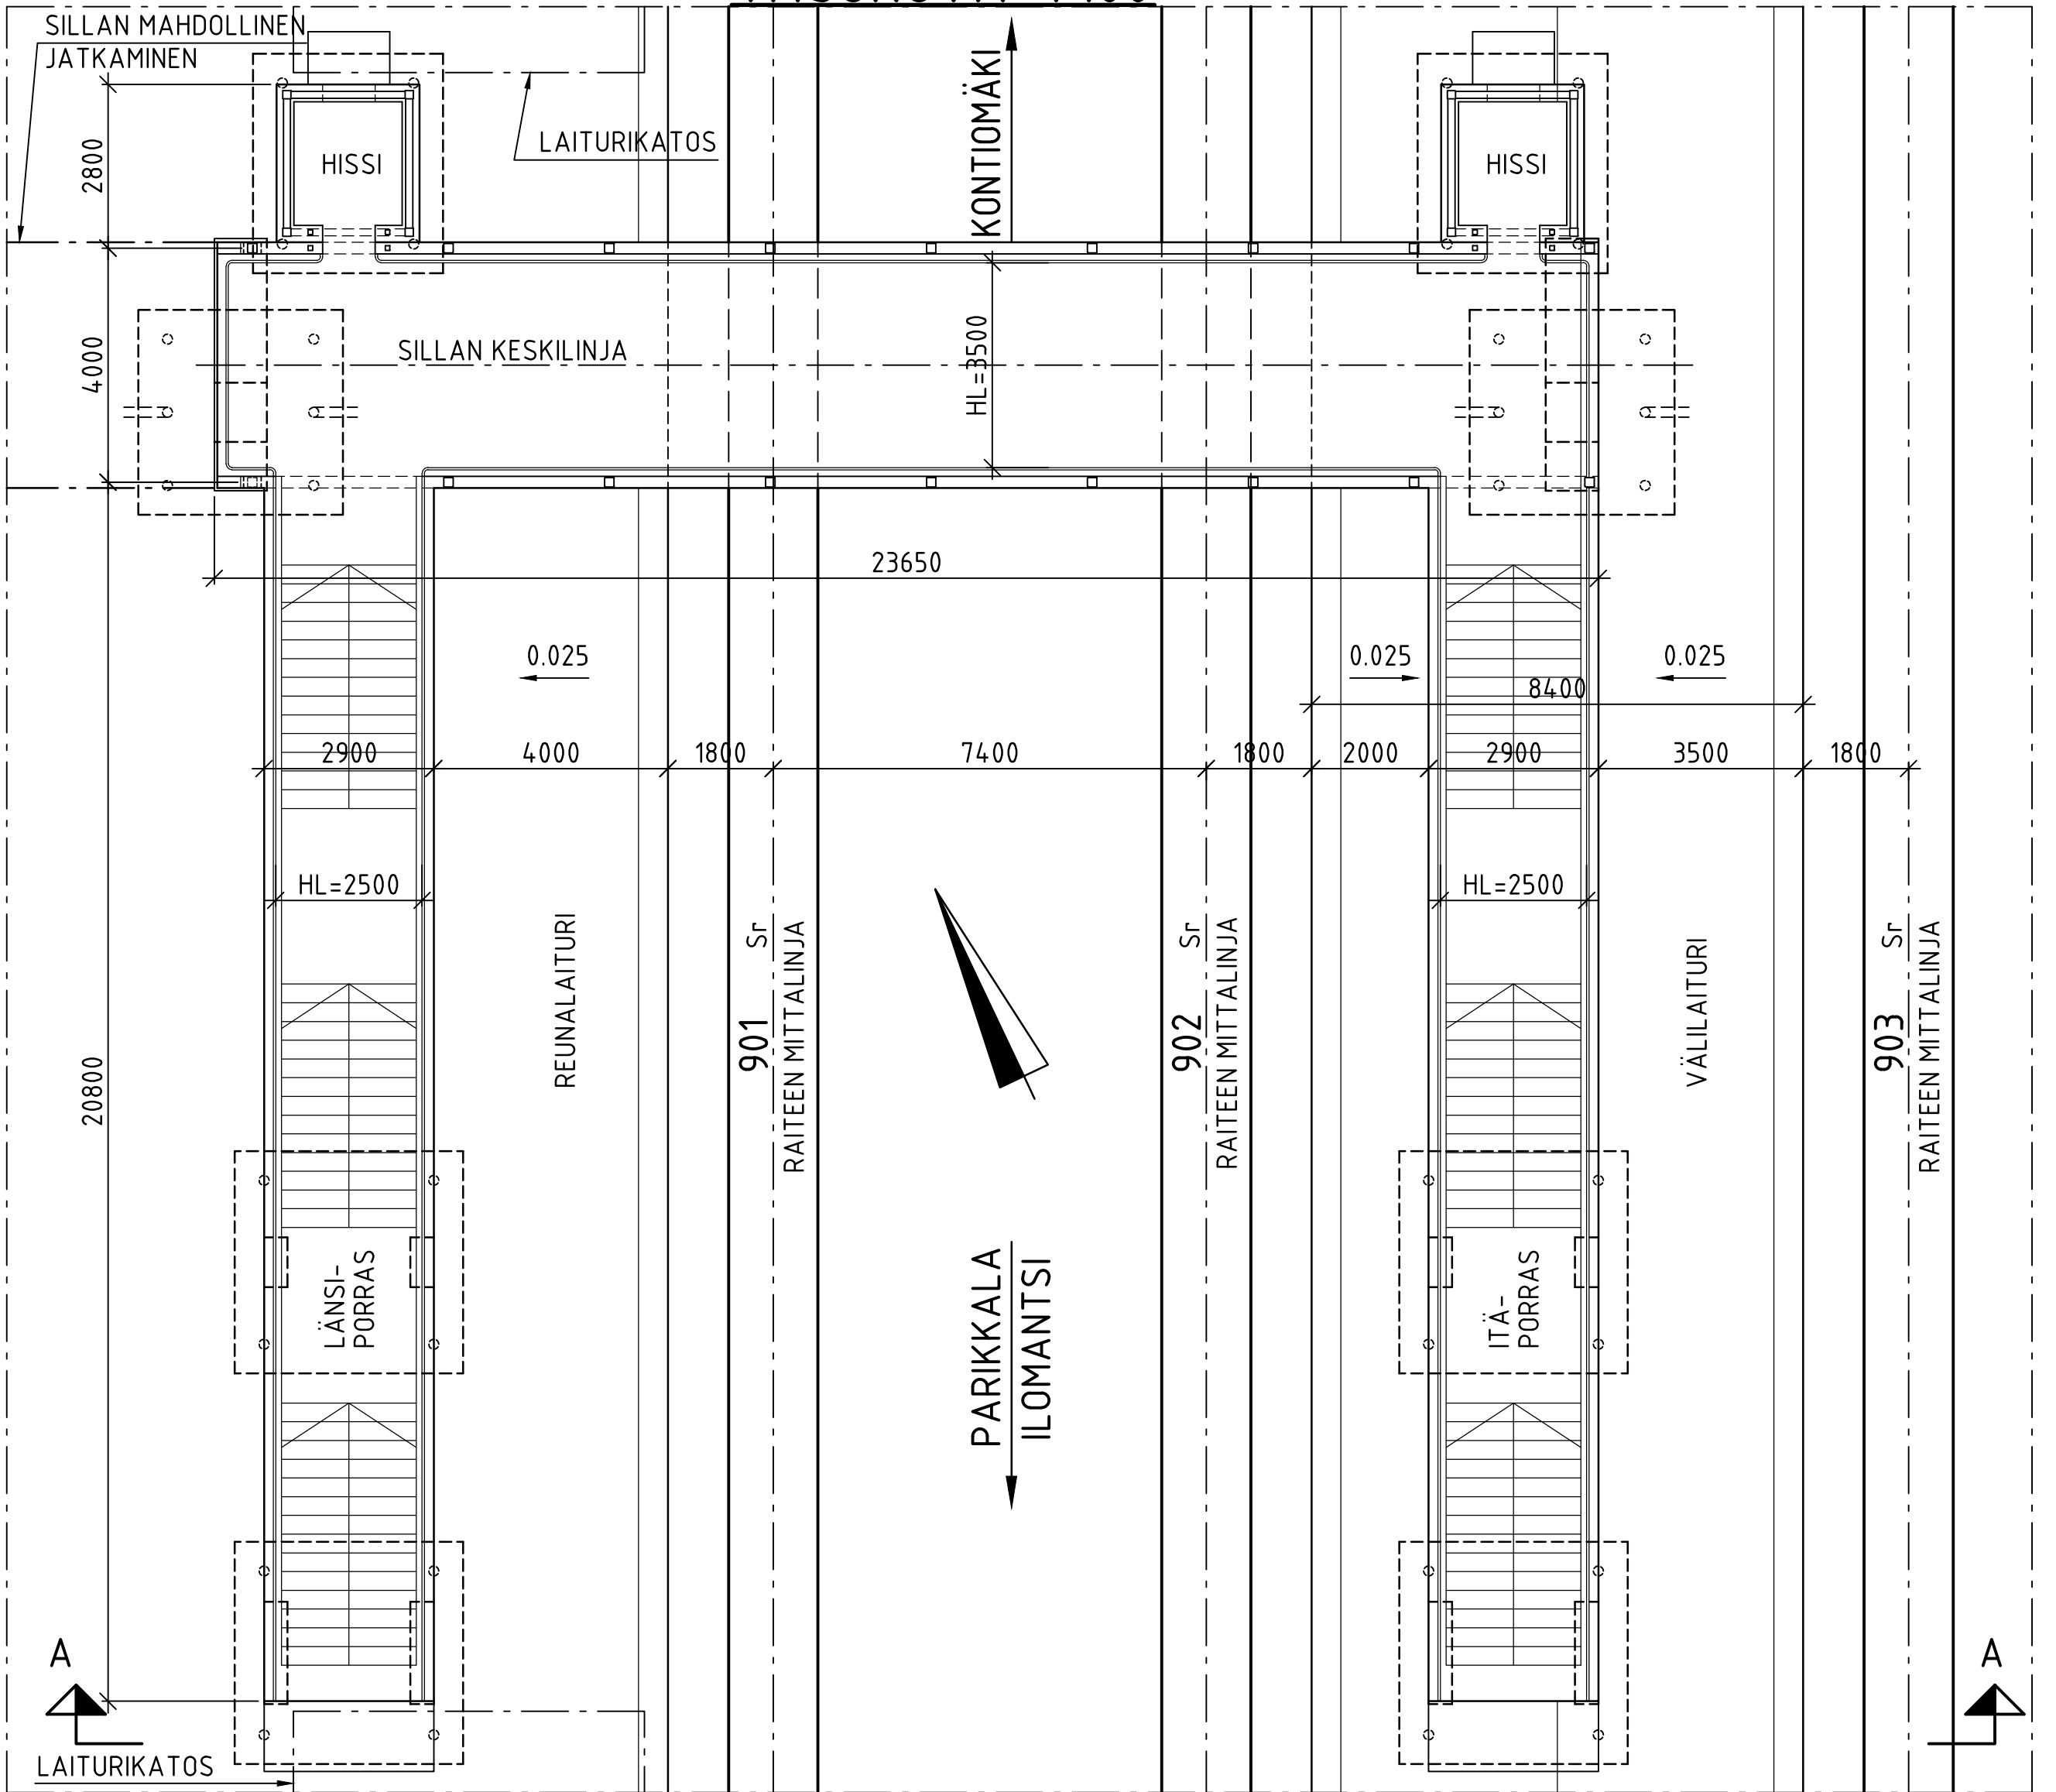 SILLAN MAHDOLLINEN
JATKAMINEN
LAITURIKATOS
KONTIOMÄKI
HISSI
HISSI
2800
4000
SILLAN KESKILINJA
HL=3500
23650
0.025
0.025
0.025
8400
2900
4000
1800
7400
1800
2000
2900
3500
1800
HL=2500
HL=2500
20800
REUNALAITURI
901
Sr
RAITEEN MITTALINJA
902
Sr
RAITEEN MITTALINJA
VÄLILAITURI
903
Sr
RAITEEN MITTALINJA
LÄNSI-
PORRAS
PARIKKALA
ILOMANTSI
ITÄ-
PORRAS
A
A
LAITURIKATOS